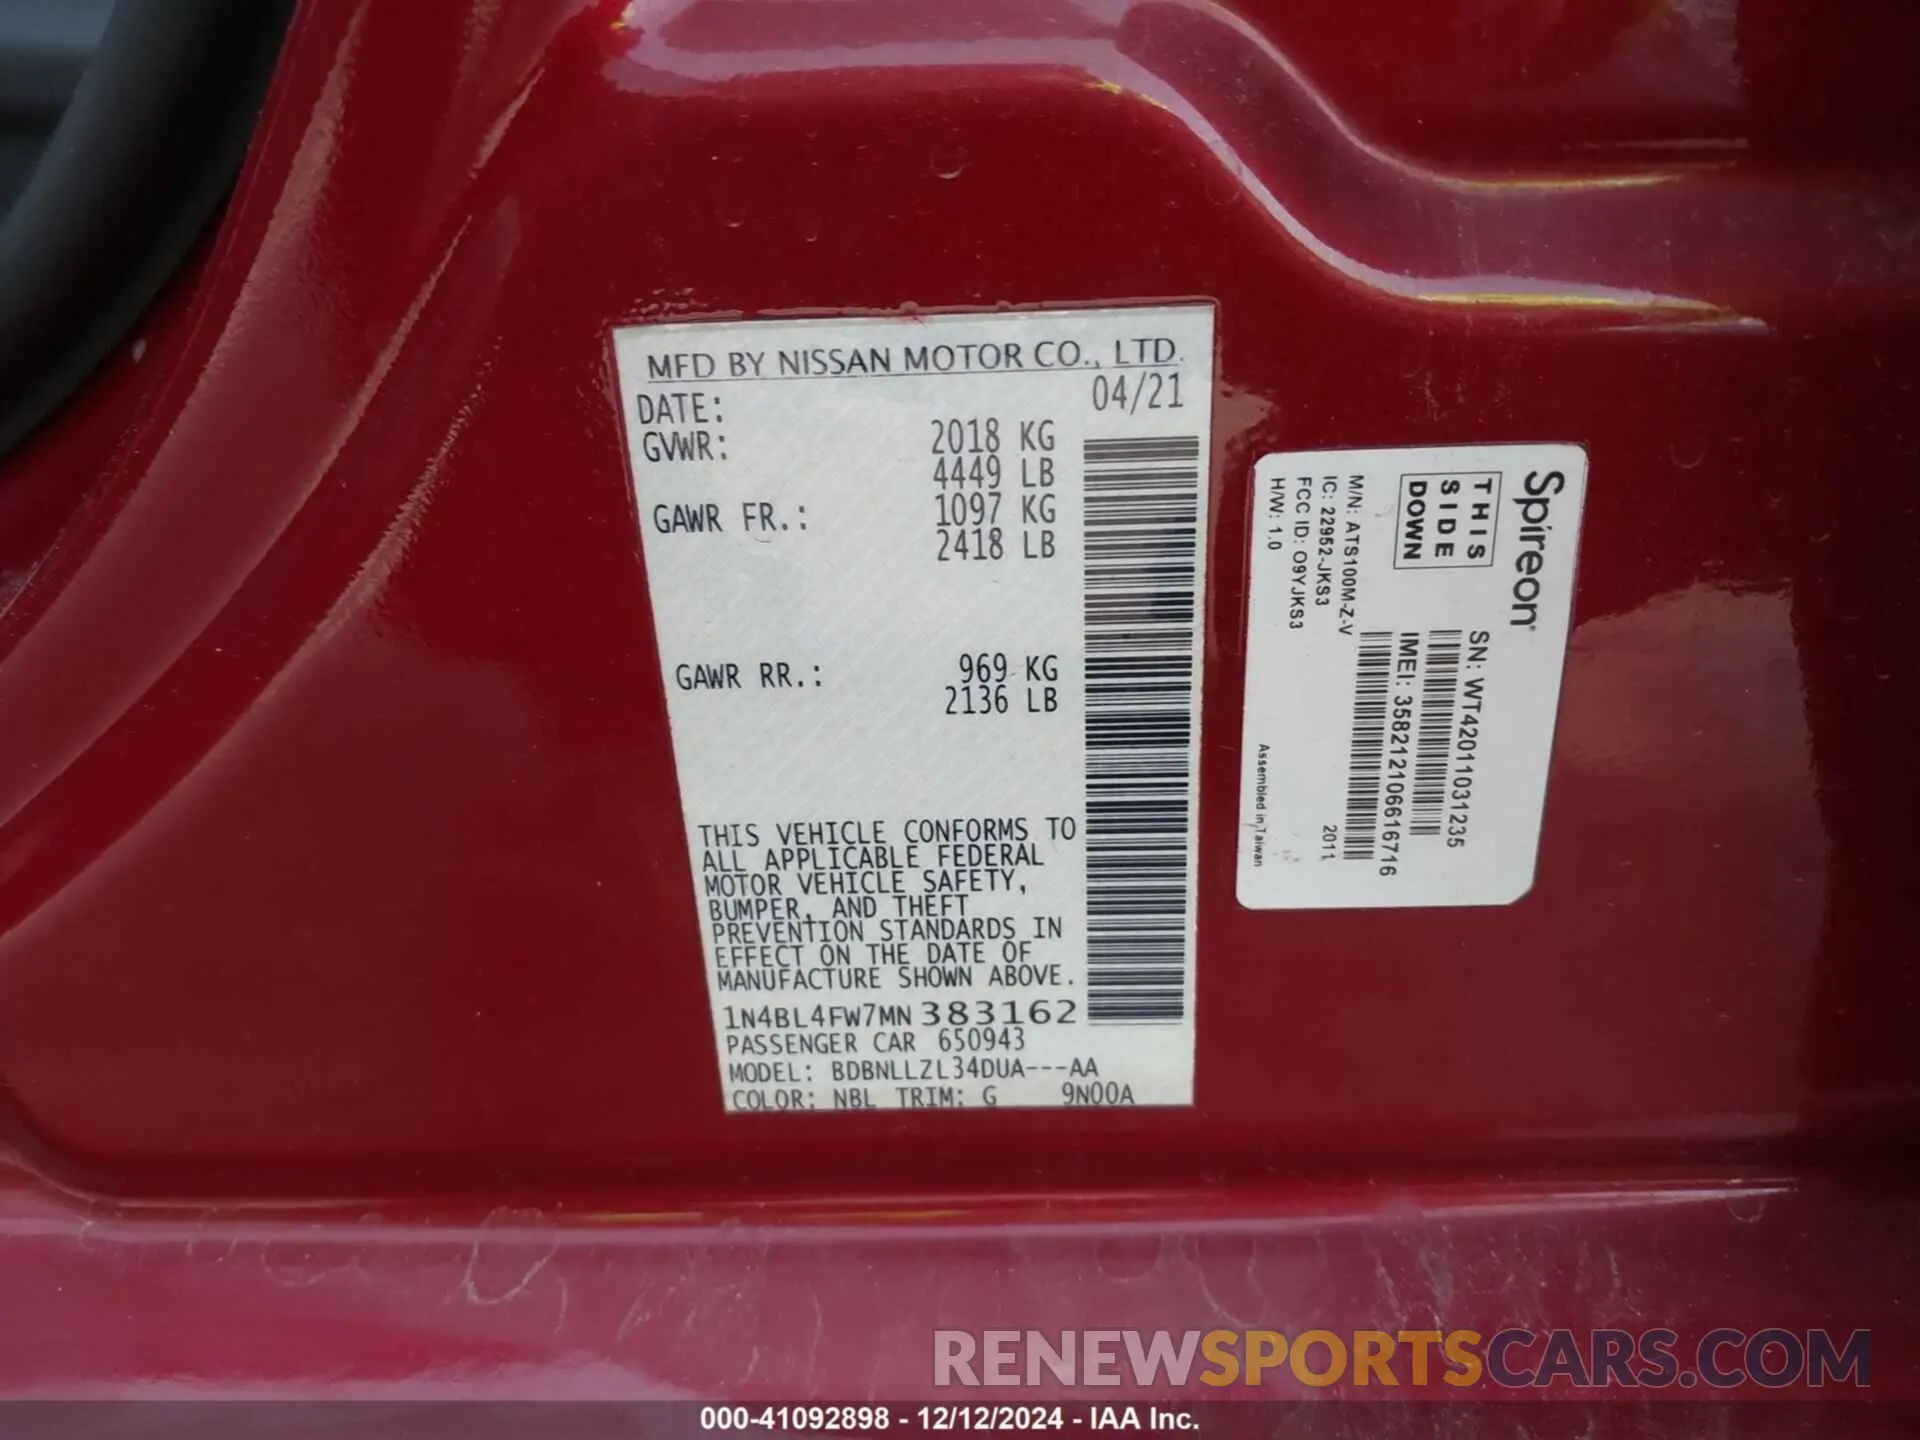 MFD BY NISSAN MOTOR CO., LTD.
DATE: 04/21
GVWR: 2018 KG
4449 LB
GAWR FR.: 1097 KG
2418 LB
GAWR RR.: 969 KG
2136 LB
THIS VEHICLE CONFORMS TO
ALL APPLICABLE FEDERAL
MOTOR VEHICLE SAFETY,
BUMPER, AND THEFT
PREVENTION STANDARDS IN
EFFECT ON THE DATE OF
MANUFACTURE SHOWN ABOVE.
1N4BL4FW7MN383162
PASSENGER CAR 650943
MODEL: BDBNLLZL34DUA---AA
COLOR: NBL TRIM: G 9N00A
Spireon
THIS
SIDE
DOWN
SN: WT42011031235
IMEI: 358212106616716
M/N: ATS100M-Z-V
IC: 22952-JKS3
FCC ID: O9YJKS3
H/W: 1.0
2011
Assembled in Taiwan
RENEWSPORTSCARS.COM
000-41092898 - 12/12/2024 - IAA Inc.